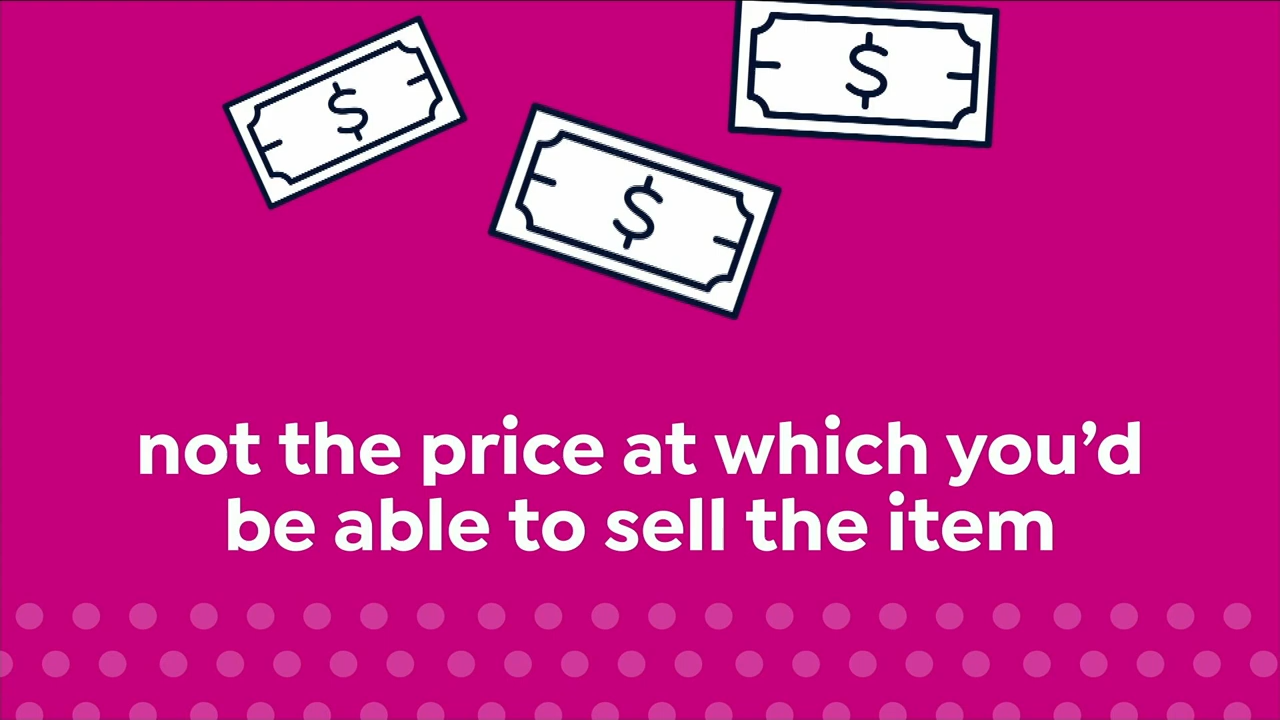 $
$
$
not the price at which you’d
be able to sell the item